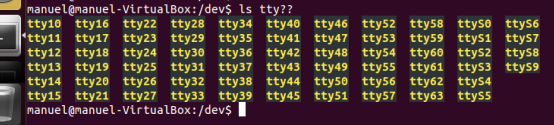 manuel@manuel-VirtualBox:/dev$ ls tty??
tty10 tty16 tty22 tty28 tty34 tty40 tty46 tty52 tty58 ttyS0 ttyS6
tty11 tty17 tty23 tty29 tty35 tty41 tty47 tty53 tty59 ttyS1 ttyS7
tty12 tty18 tty24 tty30 tty36 tty42 tty48 tty54 tty60 ttyS2 ttyS8
tty13 tty19 tty25 tty31 tty37 tty43 tty49 tty55 tty61 ttyS3 ttyS9
tty14 tty20 tty26 tty32 tty38 tty44 tty50 tty56 tty62 ttyS4
tty15 tty21 tty27 tty33 tty39 tty45 tty51 tty57 tty63 ttyS5
manuel@manuel-VirtualBox:/dev$